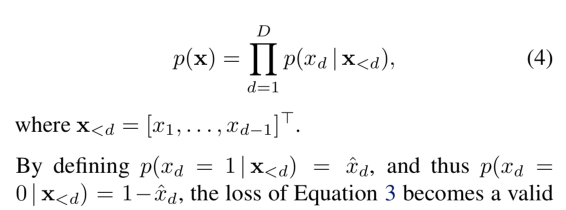 p(x) = ∏_{d=1}^{D} p(x_d | x_{<d}), (4)
where x_{<d} = [x_1, . . . , x_{d−1}]^⊤.
By defining p(x_d = 1 | x_{<d}) = x̂_d, and thus p(x_d =
0 | x_{<d}) = 1−x̂_d, the loss of Equation 3 becomes a valid